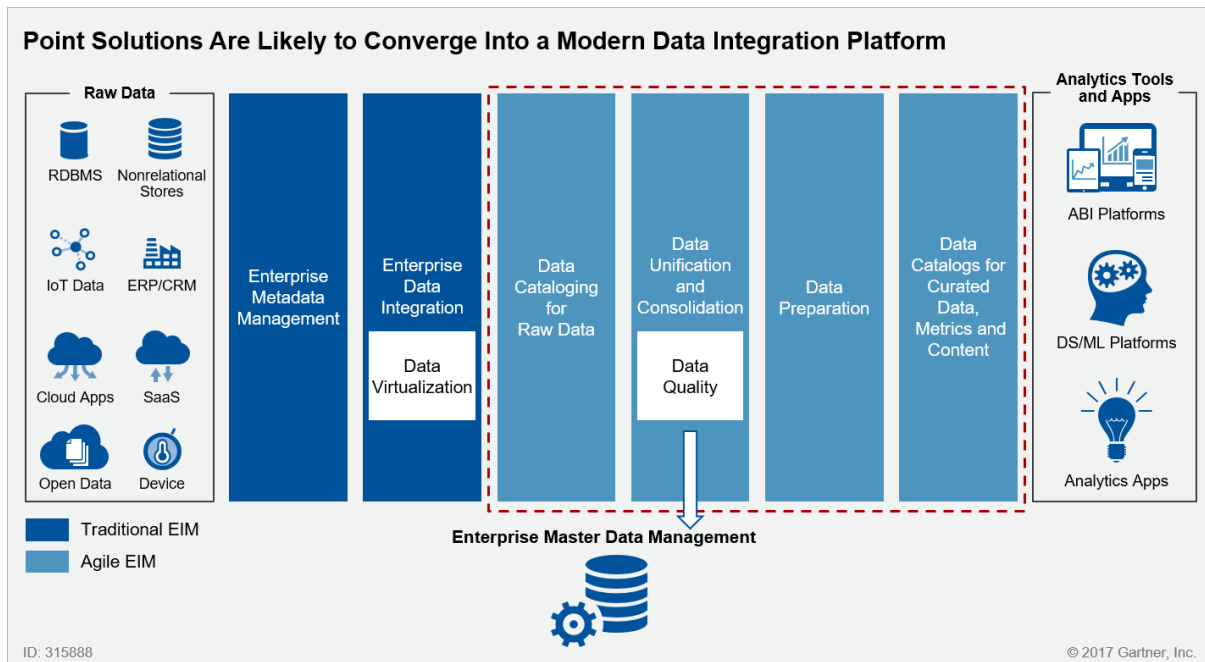 Point Solutions Are Likely to Converge Into a Modern Data Integration Platform
Raw Data
RDBMS
Nonrelational
Stores
IoT Data
ERP/CRM
Cloud Apps
SaaS
Open Data
Device
Enterprise
Metadata
Management
Enterprise
Data
Integration
Data
Virtualization
Data
Cataloging
for
Raw Data
Data
Unification
and
Consolidation
Data
Quality
Data
Preparation
Data
Catalogs for
Curated
Data,
Metrics and
Content
Analytics Tools
and Apps
ABI Platforms
DS/ML Platforms
Analytics Apps
Traditional EIM
Agile EIM
Enterprise Master Data Management
ID: 315888
© 2017 Gartner, Inc.